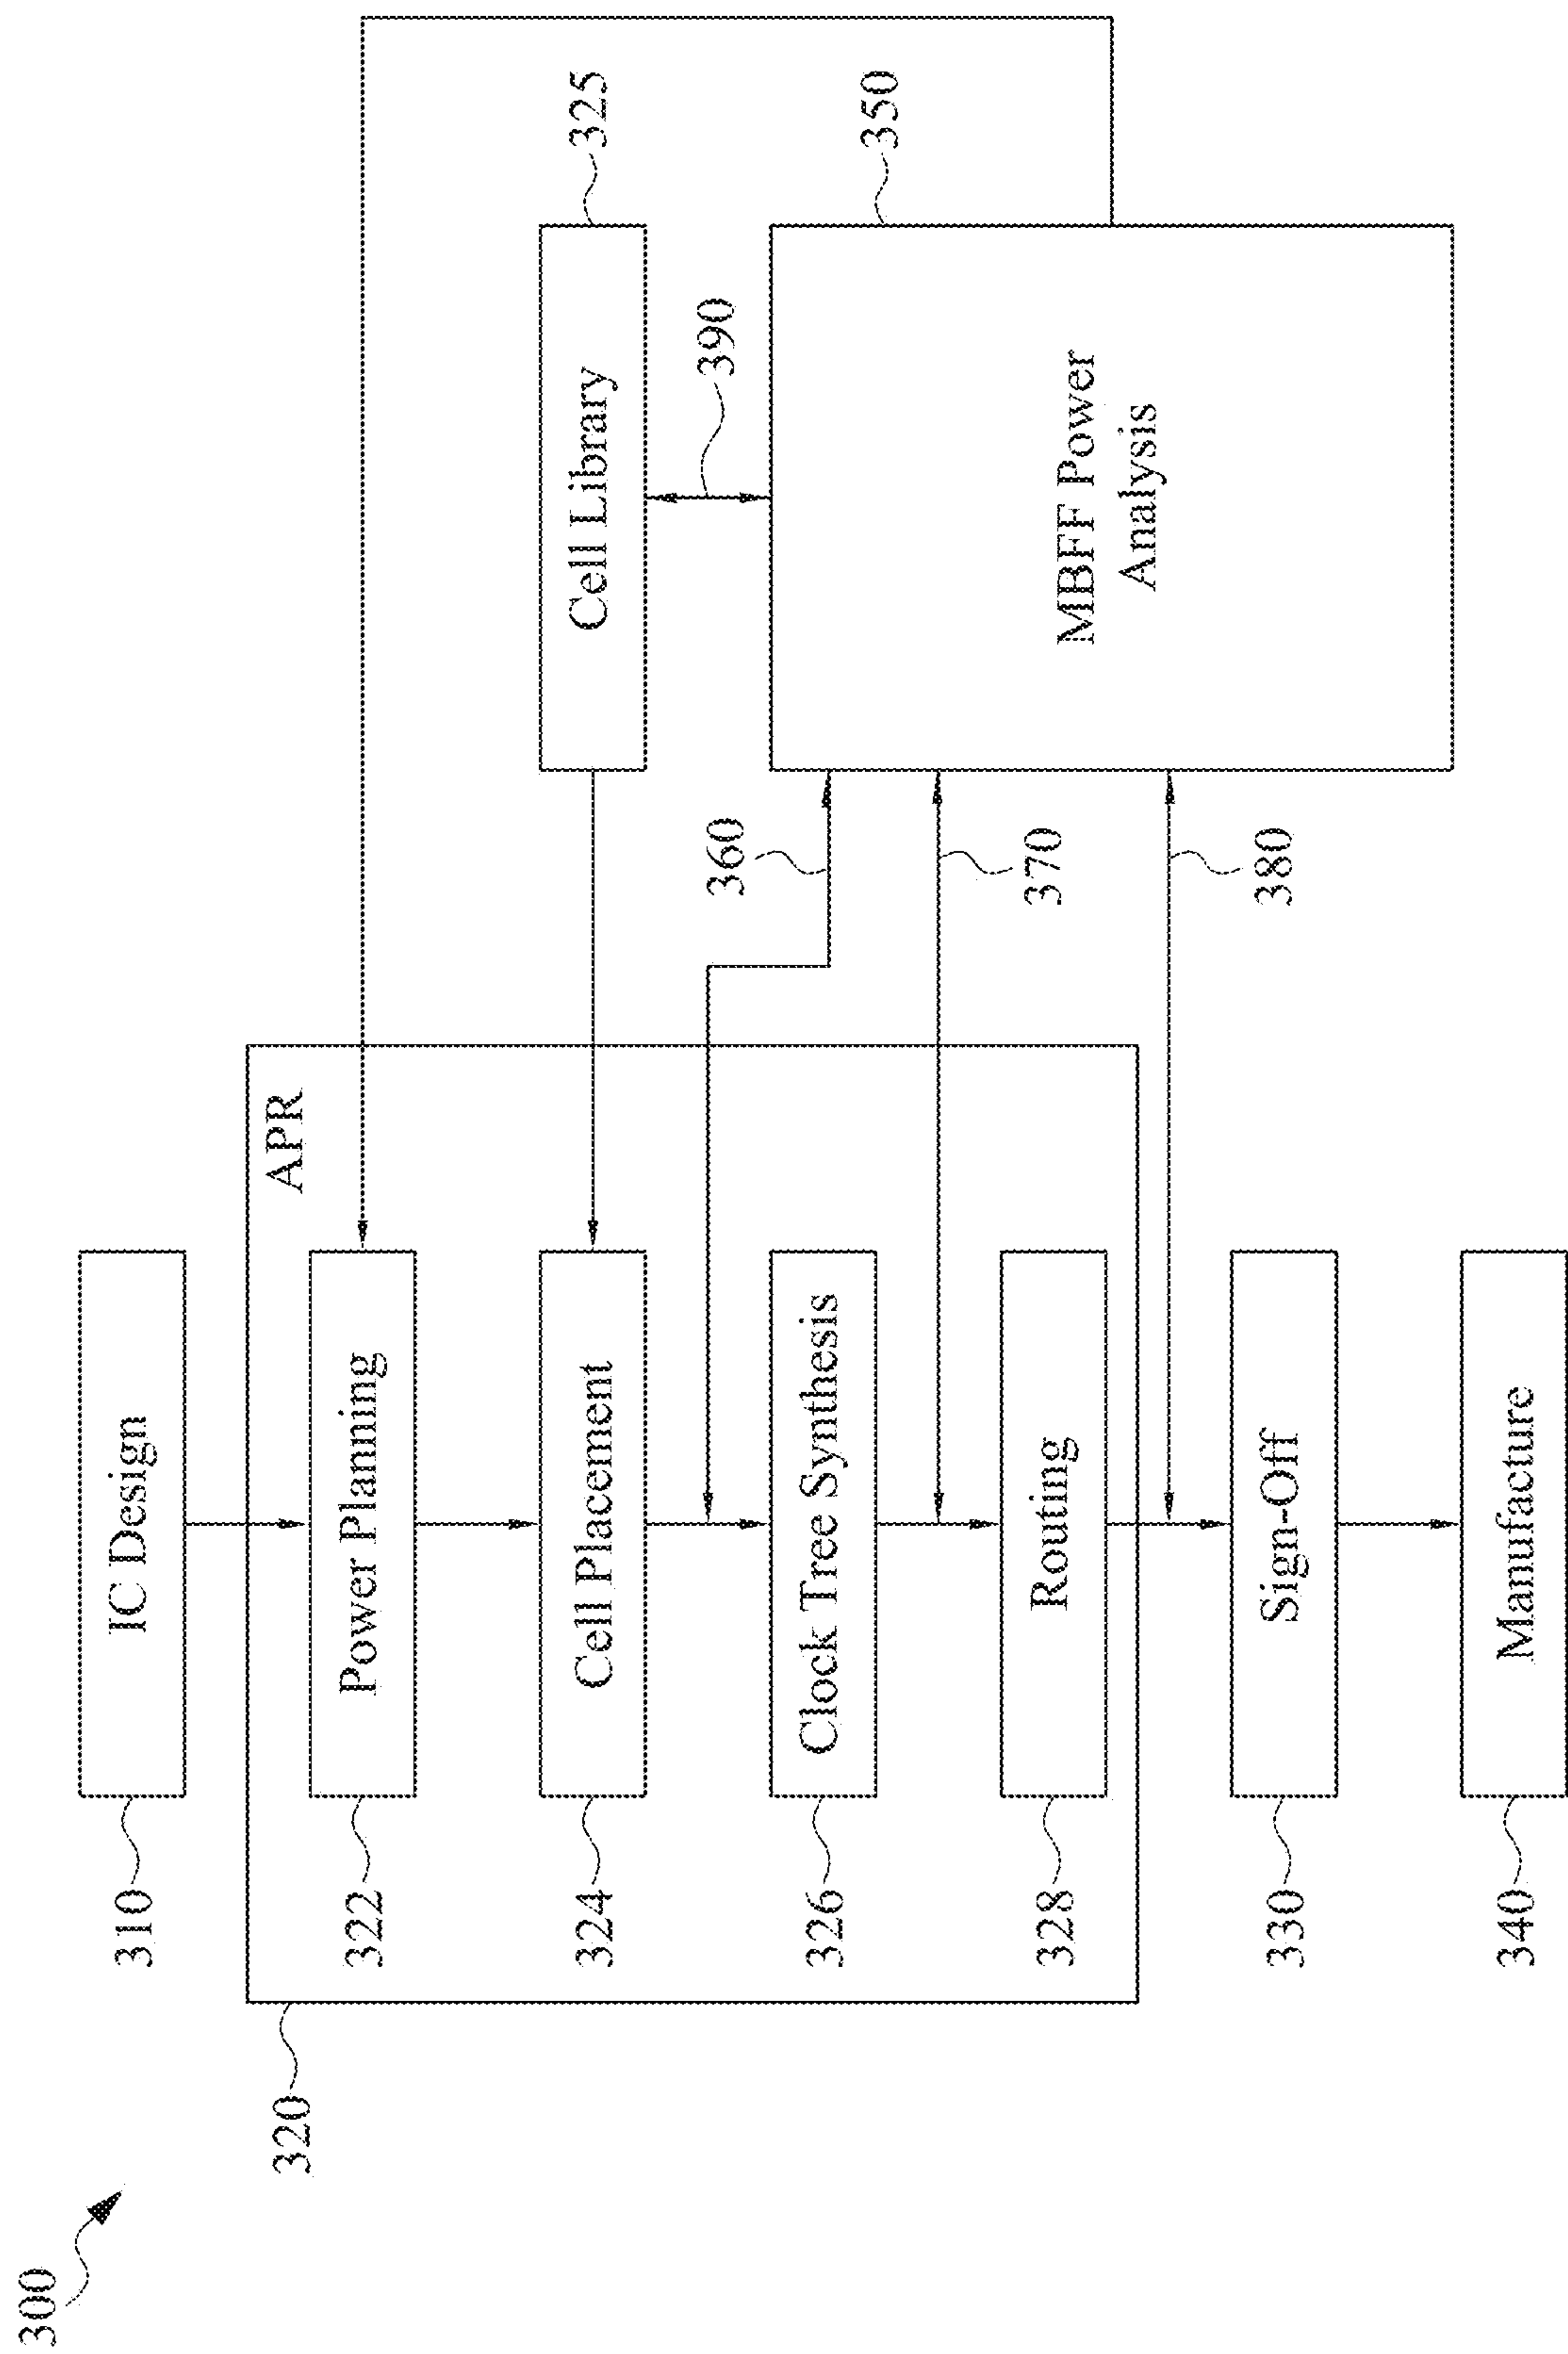 300
320
APR
310
IC Design
322
Power Planning
324
Cell Placement
Cell Library
325
326
Clock Tree Synthesis
360
390
350
MBFF Power
Analysis
370
328
Routing
380
330
Sign-Off
340
Manufacture